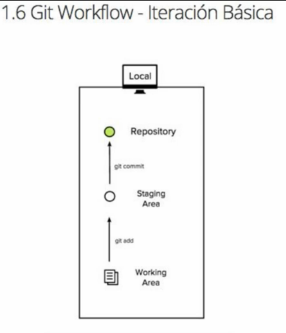 1.6 Git Workflow - Iteración Básica
Local
Repository
git commit
Staging
Area
git add
Working
Area